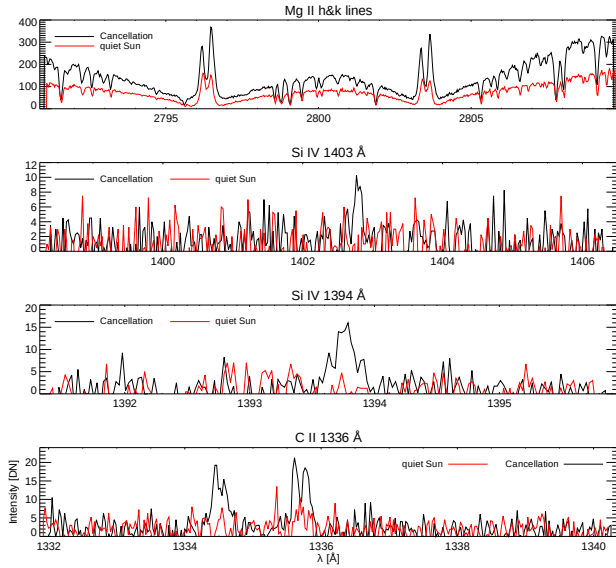 Mg II h&k lines
400
300
200
100
0
Cancellation
quiet Sun
2795
2800
2805
Si IV 1403 Å
12
10
8
6
4
2
0
Cancellation
quiet Sun
1400
1402
1404
1406
Si IV 1394 Å
20
15
10
5
0
Cancellation
quiet Sun
1392
1393
1394
1395
C II 1336 Å
Intensity [DN]
20
15
10
5
0
quiet Sun
Cancellation
1332
1334
1336
1338
1340
λ [Å]